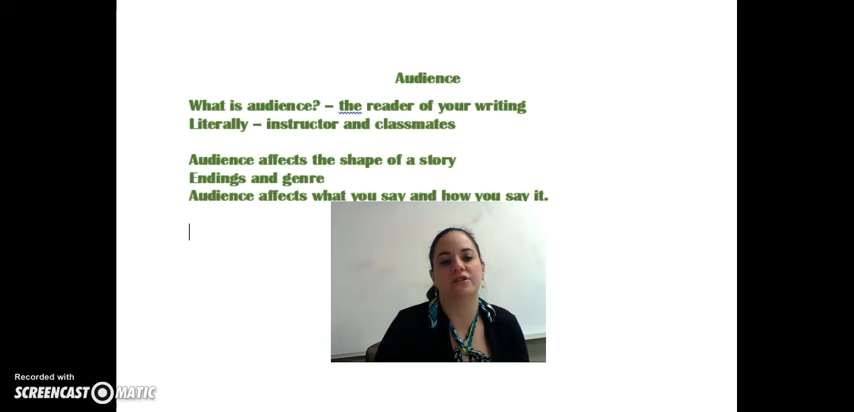 Audience
What is audience? – the reader of your writing
Literally – instructor and classmates
Audience affects the shape of a story
Endings and genre
Audience affects what you say and how you say it.
Recorded with
SCREENCAST MATIC